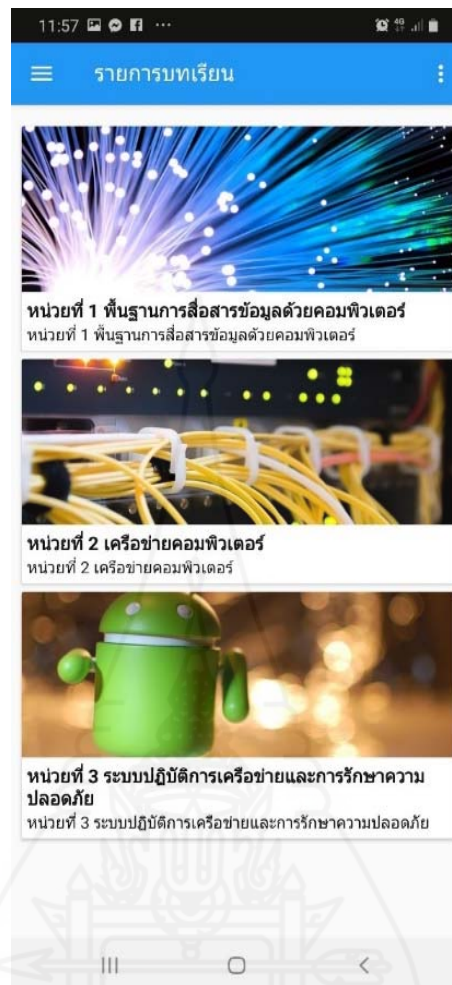 11:57
4G
รายการบทเรียน
หน่วยที่ 1 พื้นฐานการสื่อสารข้อมูลด้วยคอมพิวเตอร์
หน่วยที่ 1 พื้นฐานการสื่อสารข้อมูลด้วยคอมพิวเตอร์
หน่วยที่ 2 เครือข่ายคอมพิวเตอร์
หน่วยที่ 2 เครือข่ายคอมพิวเตอร์
หน่วยที่ 3 ระบบปฏิบัติการเครือข่ายและการรักษาความ
ปลอดภัย
หน่วยที่ 3 ระบบปฏิบัติการเครือข่ายและการรักษาความปลอดภัย